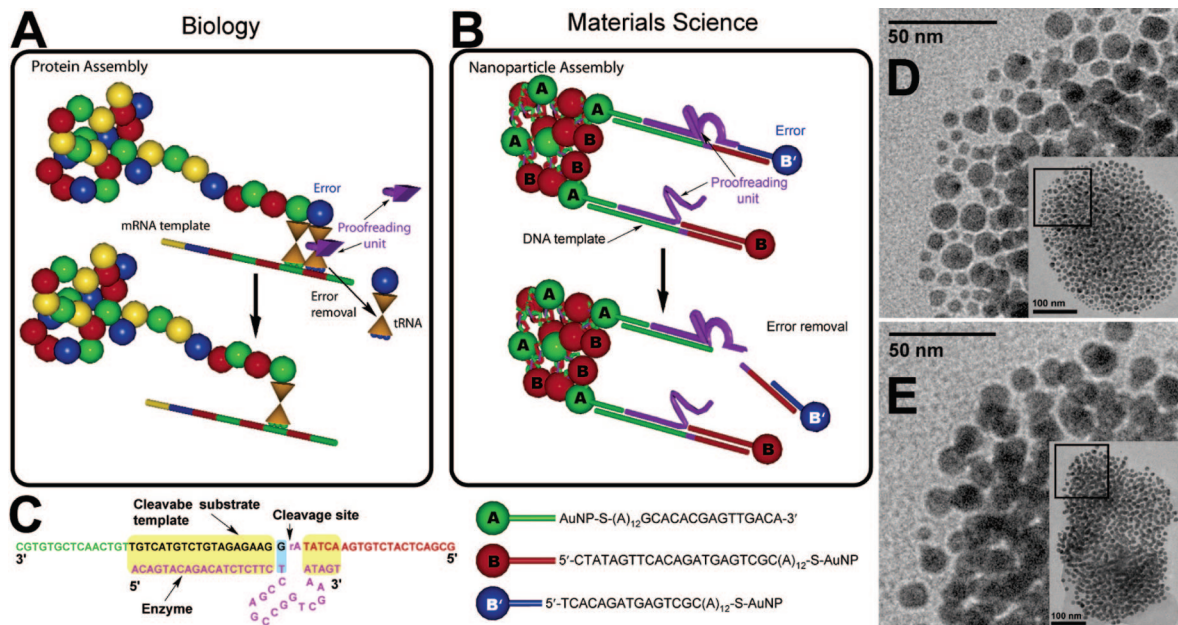 A
Biology
Protein Assembly
Error
Proofreading
unit
mRNA template
Error
removal
tRNA
B
Materials Science
Nanoparticle Assembly
A
A
B
A
B
B
A
Error
B'
Proofreading
unit
DNA template
B
A
A
B
A
B
B
A
Error removal
B'
B
C
Cleavabe substrate
template
Cleavage site
CGTGTGCTCAACTGTTGTCATGTCTGTAGAGAAG G rA TATCA AGTGTCTACTCAGCG
3'
5'
ACAGTACAGACATCTCTTC T ATAGT
5'
3'
Enzyme
C
C
G
A
G
C
G
G
C
T
G
C
G
A
A
A AuNP-S-(A)12GCACACGAGTTGACA-3'
B 5'-CTATAGTTCACAGATGAGTCGC(A)12-S-AuNP
B' 5'-TCACAGATGAGTCGC(A)12-S-AuNP
50 nm
D
100 nm
50 nm
E
100 nm